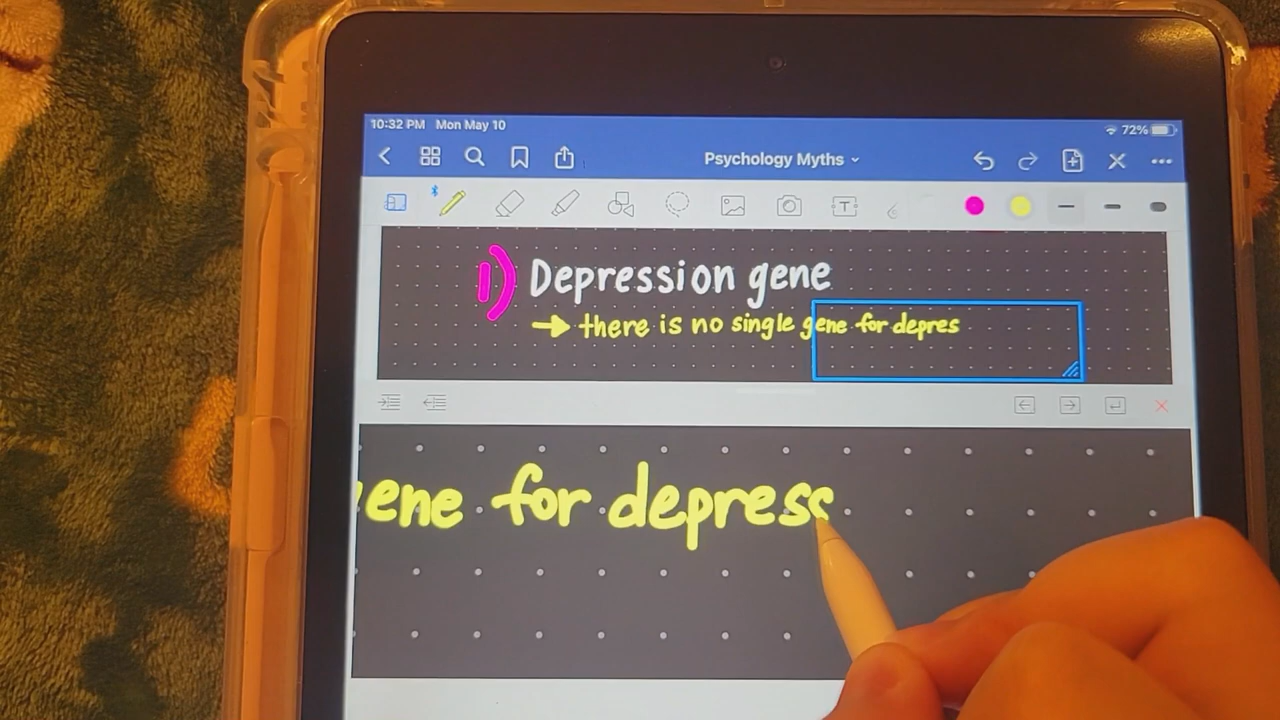 10:32 PM Mon May 10
72%
Psychology Myths
T
1) Depression gene
→ there is no single gene for depres
ene for depress